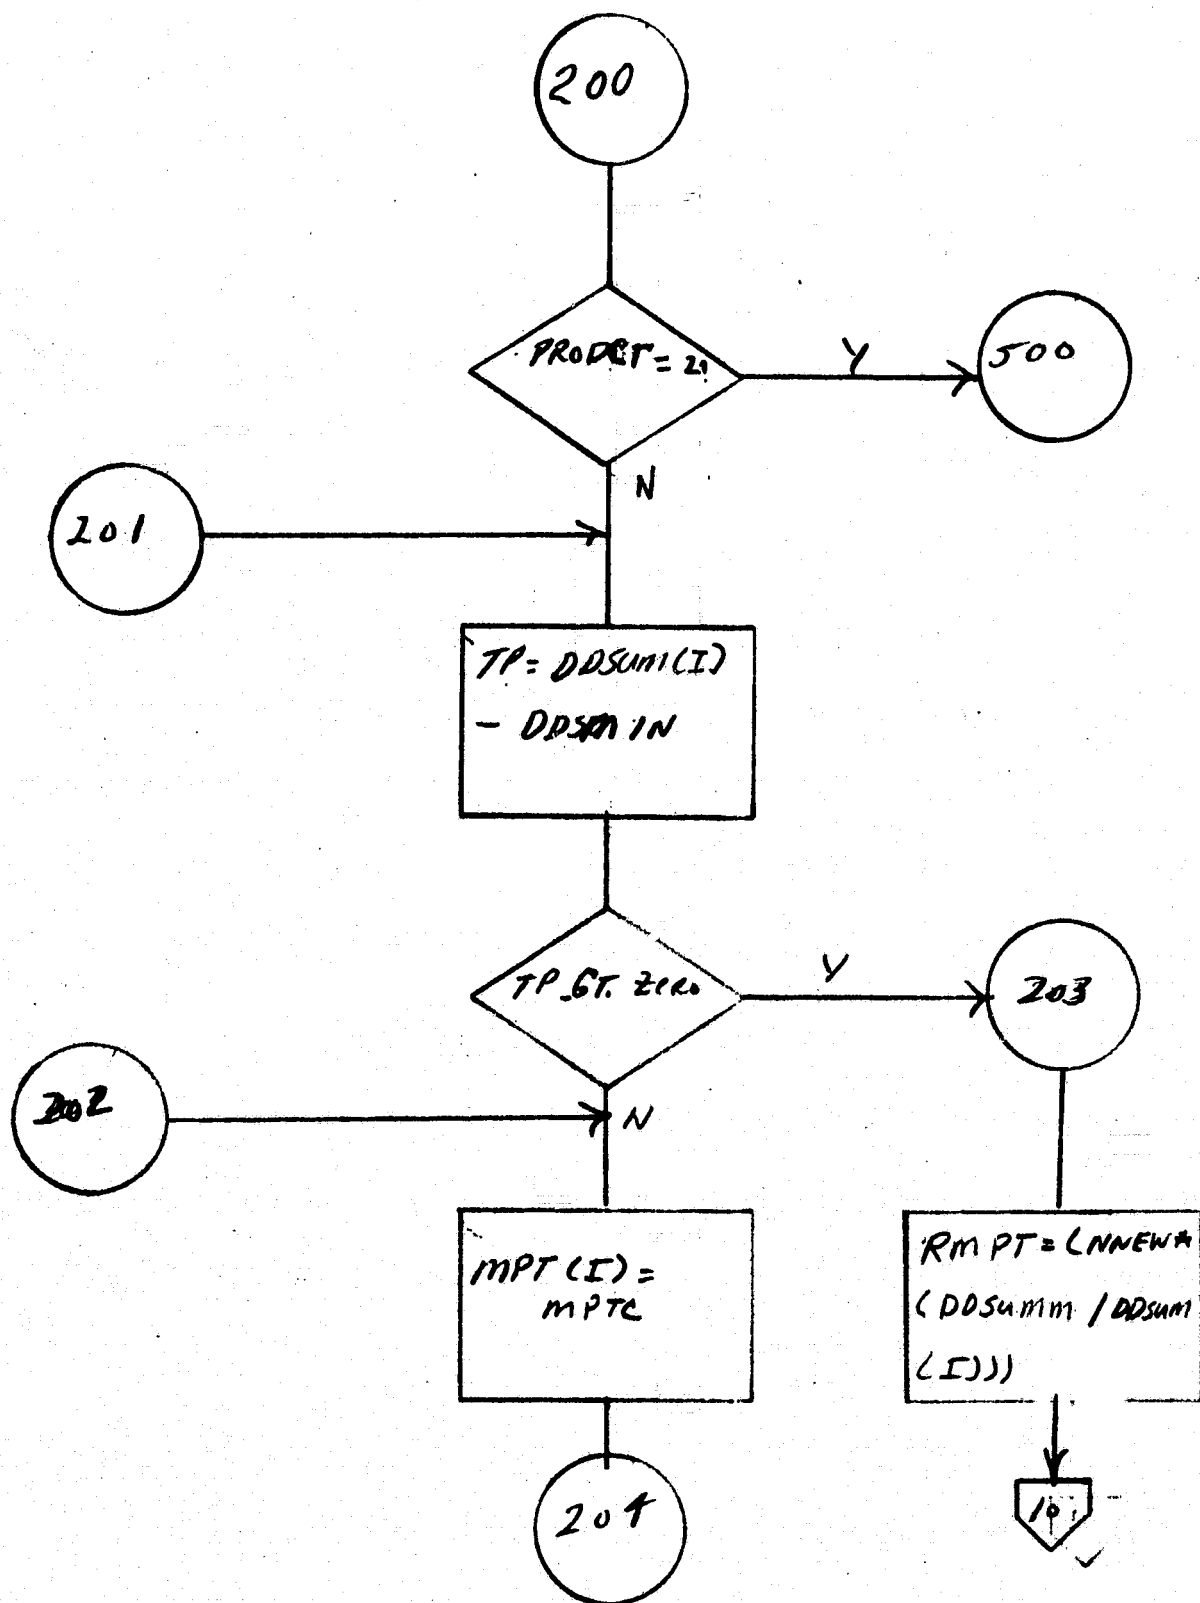 200
PRODCT = 21
Y
500
N
201
TP = DDSUM(I)
- DDSMIN
TP .GT. ZERO
Y
203
202
N
MPT (I) =
MPTC
RMPT = (NNEW*
(DDSUMM / DDSUM
(I)))
204
10